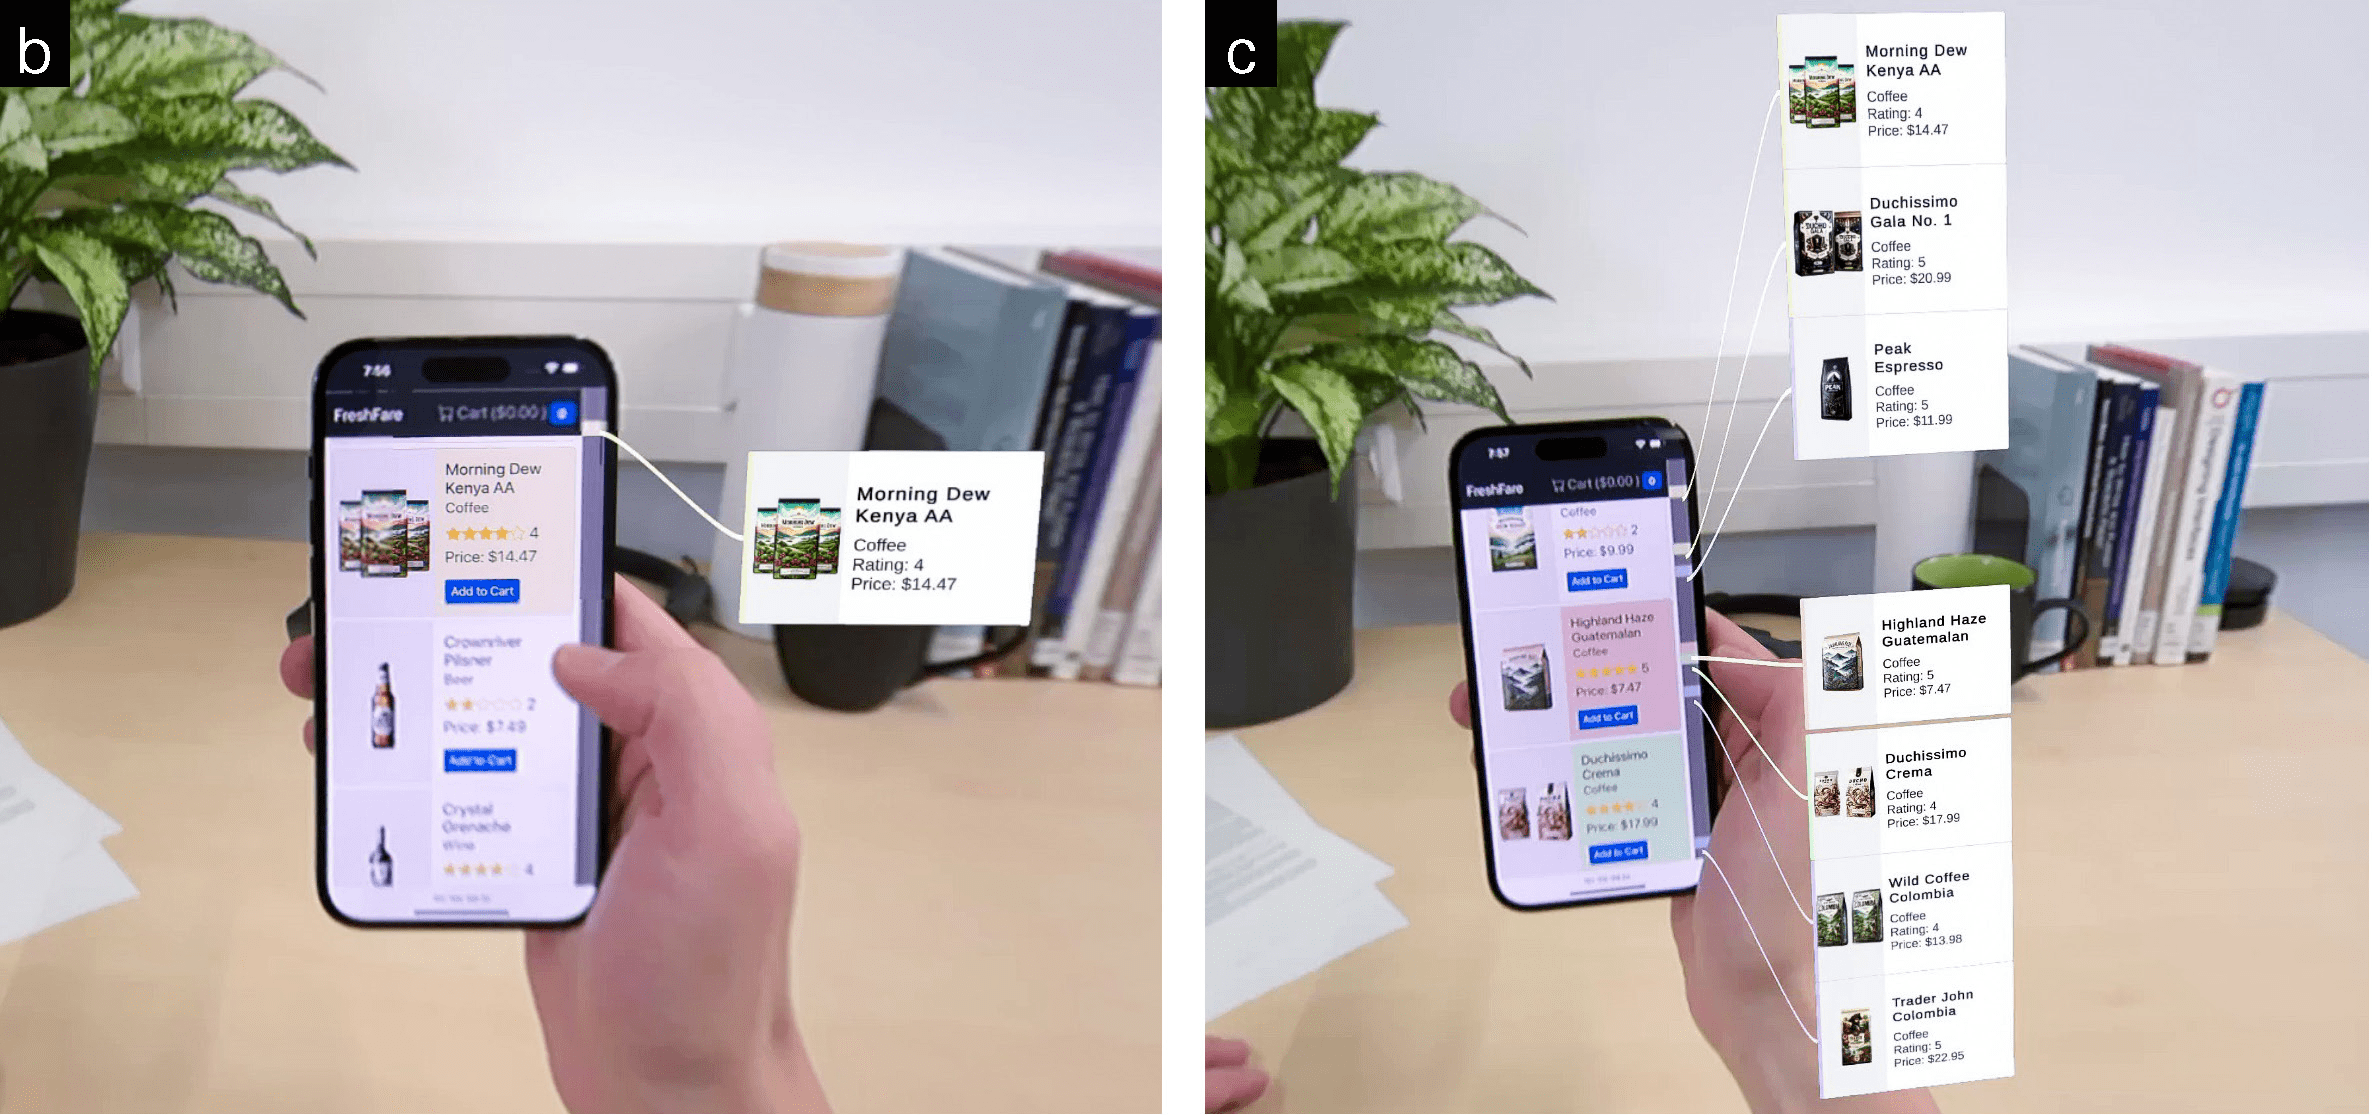 b
7:56
FreshFare
Cart ($0.00)
Morning Dew
Kenya AA
Coffee
4
Price: $14.47
Add to Cart
Crownriver
Pilsner
Beer
2
Price: $7.49
Add to Cart
Crystal
Grenache
Wine
4
Morning Dew
Kenya AA
Coffee
Rating: 4
Price: $14.47
c
7:57
FreshFare
Cart ($0.00)
Coffee
2
Price: $9.99
Add to Cart
Highland Haze
Guatemalan
Coffee
5
Price: $7.47
Add to Cart
Duchissimo
Crema
Coffee
4
Price: $17.99
Add to Cart
Morning Dew
Kenya AA
Coffee
Rating: 4
Price: $14.47
Duchissimo
Gala No. 1
Coffee
Rating: 5
Price: $20.99
PEAK
Peak
Espresso
Coffee
Rating: 5
Price: $11.99
Highland Haze
Guatemalan
Coffee
Rating: 5
Price: $7.47
Duchissimo
Crema
Coffee
Rating: 4
Price: $17.99
Wild Coffee
Colombia
Coffee
Rating: 4
Price: $13.98
Trader John
Colombia
Coffee
Rating: 5
Price: $22.95